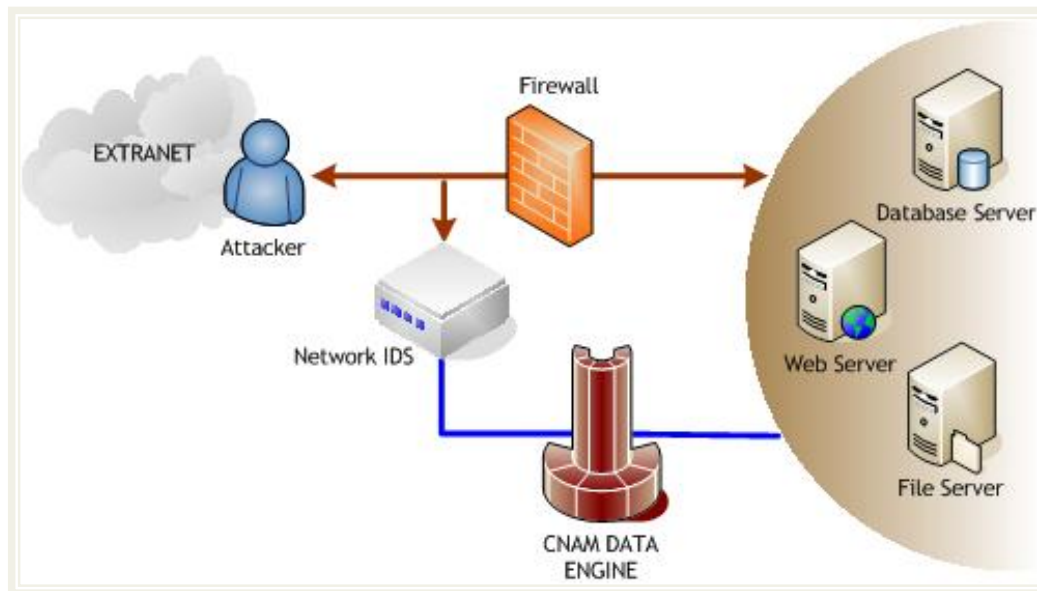 Firewall
EXTRANET
Attacker
Database Server
Network IDS
Web Server
File Server
CNAM DATA
ENGINE